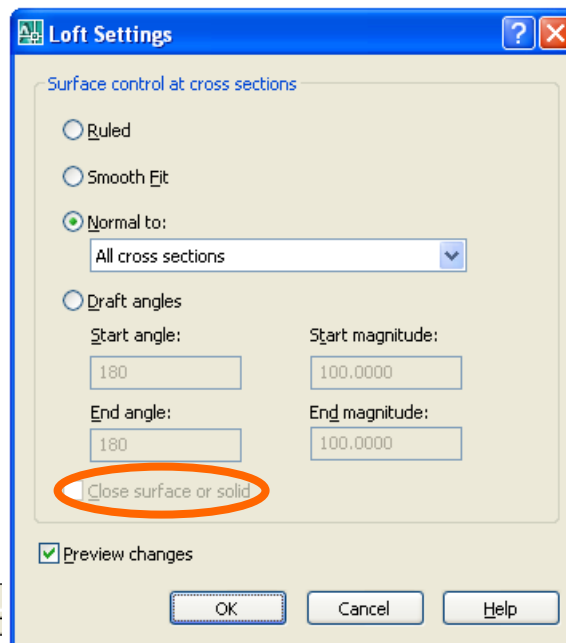 Loft Settings
Surface control at cross sections
Ruled
Smooth Fit
Normal to:
All cross sections
Draft angles
Start angle: Start magnitude:
180 100.0000
End angle: End magnitude:
180 100.0000
Close surface or solid
Preview changes
OK Cancel Help